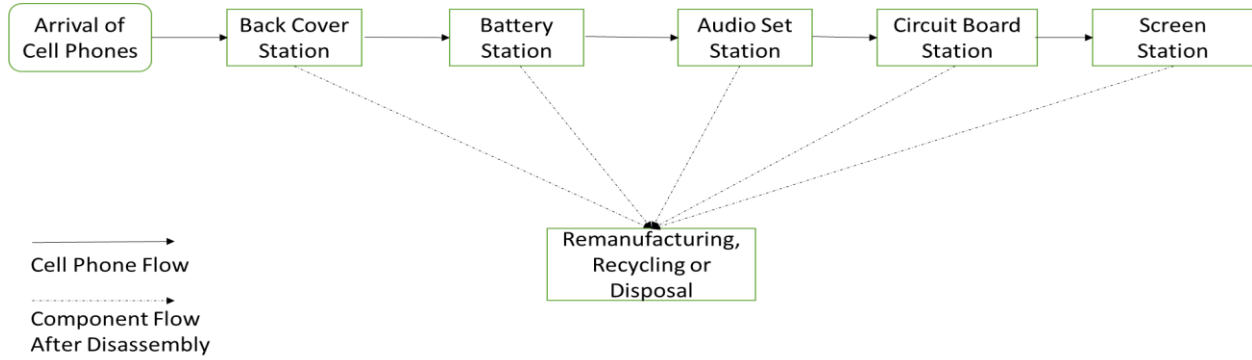 Arrival of
Cell Phones
Back Cover
Station
Battery
Station
Audio Set
Station
Circuit Board
Station
Screen
Station
Remanufacturing,
Recycling or
Disposal
Cell Phone Flow
Component Flow
After Disassembly